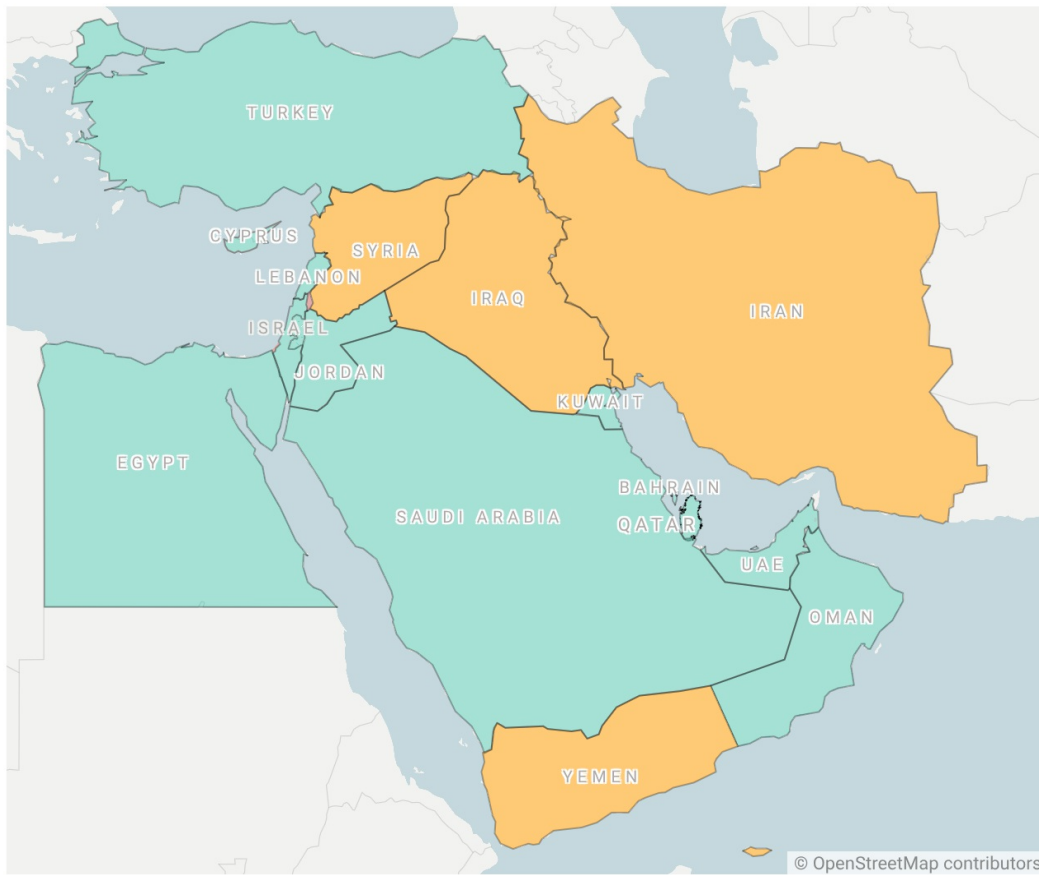 TURKEY
CYPRUS
SYRIA
LEBANON
IRAQ
IRAN
ISRAEL
JORDAN
KUWAIT
EGYPT
BAHRAIN
SAUDI ARABIA
QATAR
UAE
OMAN
YEMEN
© OpenStreetMap contributors